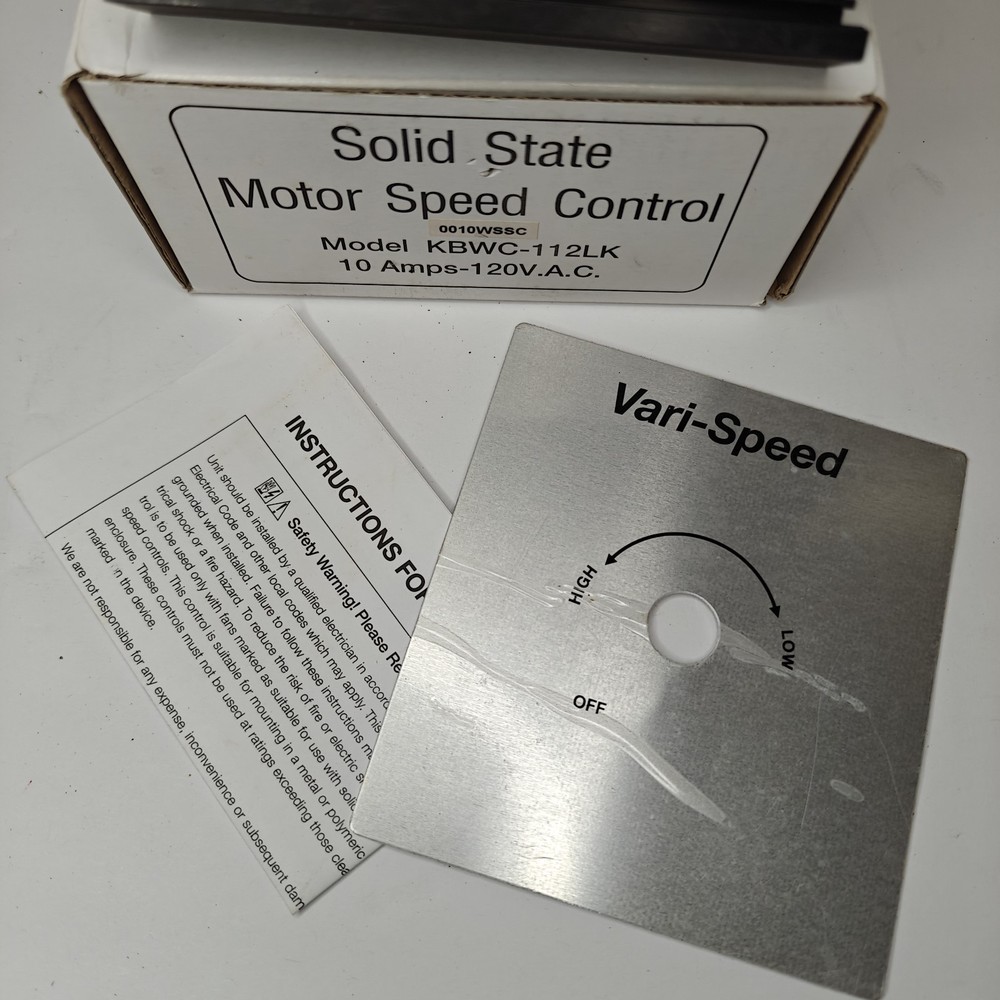 Solid State
Motor Speed Control
0010WSSC
Model KBWC-112LK
10 Amps-120V.A.C.
INSTRUCTIONS FOR
Safety Warning! Please Re
Unit should be installed by a qualified electrician in accord
Electrical Code and other local codes which may apply. This
grounded when installed. Failure to follow these instructions m
trical shock or a fire hazard. To reduce the risk of fire or electric s
trol is to be used only with fans marked as suitable for use with solid
speed controls. This control is suitable for mounting in a metal or polymeric
enclosure. These controls must not be used at ratings exceeding those clea
marked on the device.
We are not responsible for any expense, inconvenience or subsequent dam
Vari-Speed
HIGH
LOW
OFF